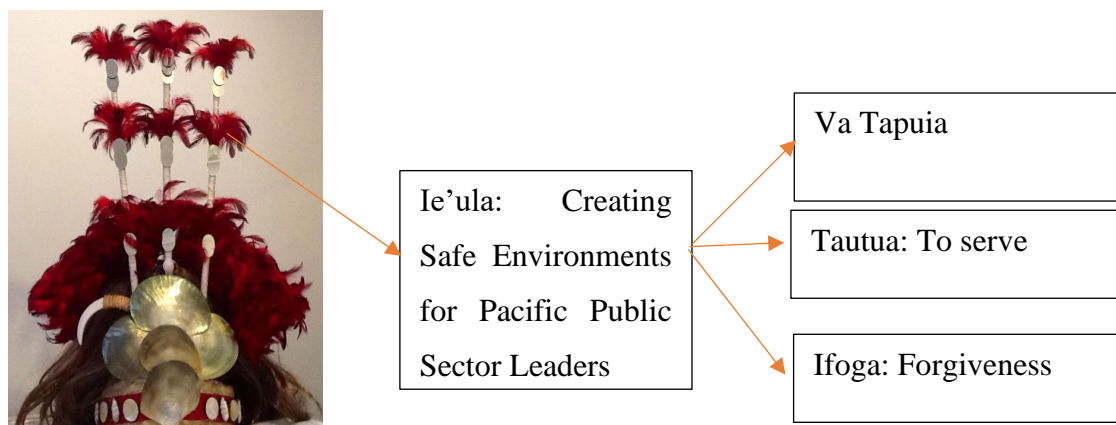 Ie’ula: Creating
Safe Environments
for Pacific Public
Sector Leaders
Va Tapuia
Tautua: To serve
Ifoga: Forgiveness